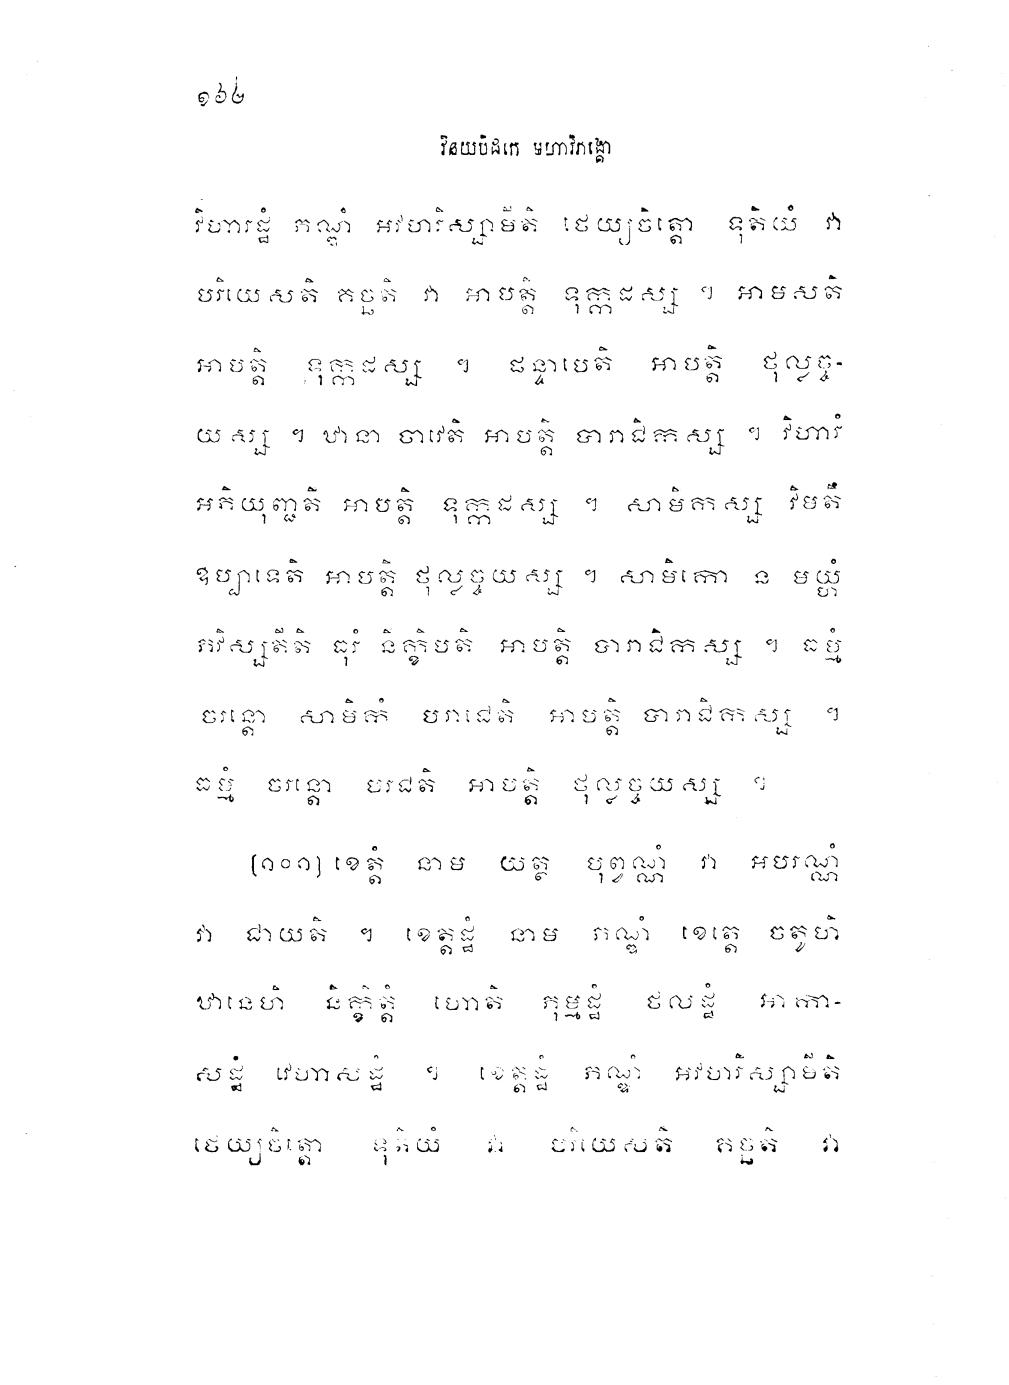 ១៦៤
វិនយបិដកេ មហាវិភង្គោ
វិហារដ្ឋំ ភណ្ឌំ អវហរិស្សាមីតិ ថេយ្យចិត្តោ ទុតិយំ វា
បរិយេសតិ គច្ឆតិ វា អាបត្តិ ទុក្កដស្ស ។ អាមសតិ
អាបត្តិ ទុក្កដស្ស ។ ផន្ទាបេតិ អាបត្តិ ថុល្លច្ច-
យស្ស ។ ឋានា ចាវេតិ អាបត្តិ បារាជិកស្ស ។ វិហារំ
អភិយុញ្ជតិ អាបត្តិ ទុក្កដស្ស ។ សាមិកស្ស វិមតឹ
ឧប្បាទេតិ អាបត្តិ ថុល្លច្ចយស្ស ។ សាមិកោ ន មយ្ហំ
ភវិស្សតីតិ ធុរំ និក្ខិបតិ អាបត្តិ បារាជិកស្ស ។ ធម្មំ
ចរន្តោ សាមិកំ បរាជេតិ អាបត្តិ បារាជិកស្ស ។
ធម្មំ ចរន្តោ បរជតិ អាបត្តិ ថុល្លច្ចយស្ស ។
[១០១] ខេត្តំ នាម យត្ថ បុព្វណ្ណំ វា អបរណ្ណំ
វា ជាយតិ ។ ខេត្តដ្ឋំ នាម ភណ្ឌំ ខេត្តេ ចតូហិ
ឋានេហិ និក្ខិត្តំ ហោតិ ភុម្មដ្ឋំ ថលដ្ឋំ អាកា-
សដ្ឋំ វេហាសដ្ឋំ ។ ខេត្តដ្ឋំ ភណ្ឌំ អវហរិស្សាមីតិ
ថេយ្យចិត្តោ ទុតិយំ វា បរិយេសតិ គច្ឆតិ វា